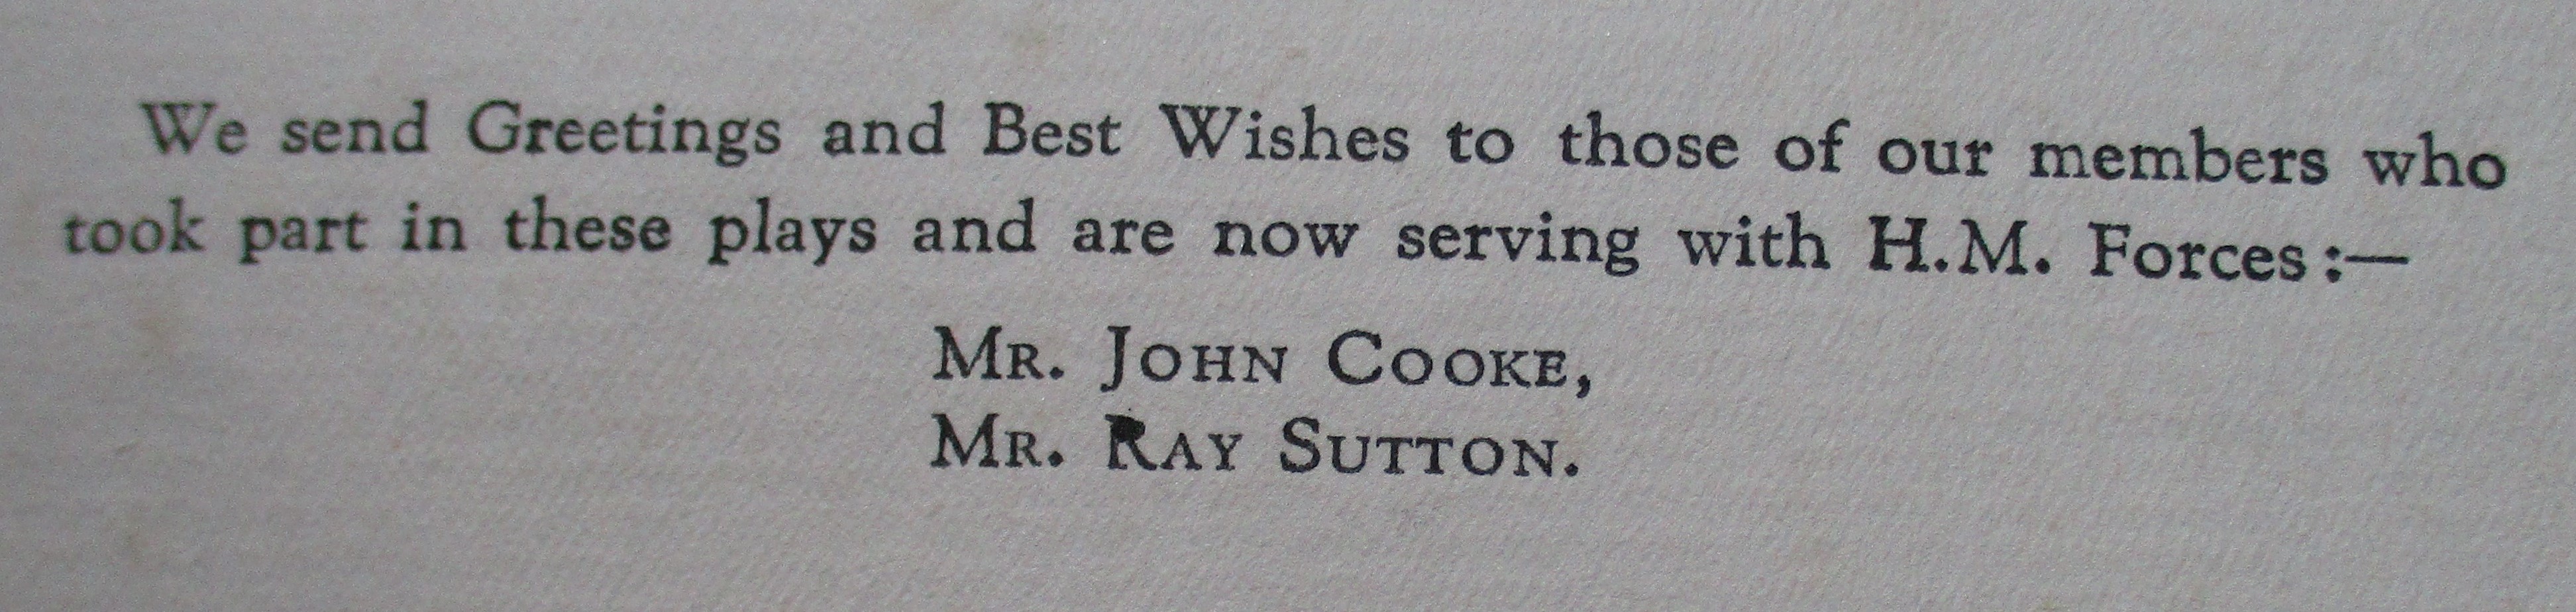 We send Greetings and Best Wishes to those of our members who
took part in these plays and are now serving with H.M. Forces:—
Mr. John Cooke,
Mr. Ray Sutton.